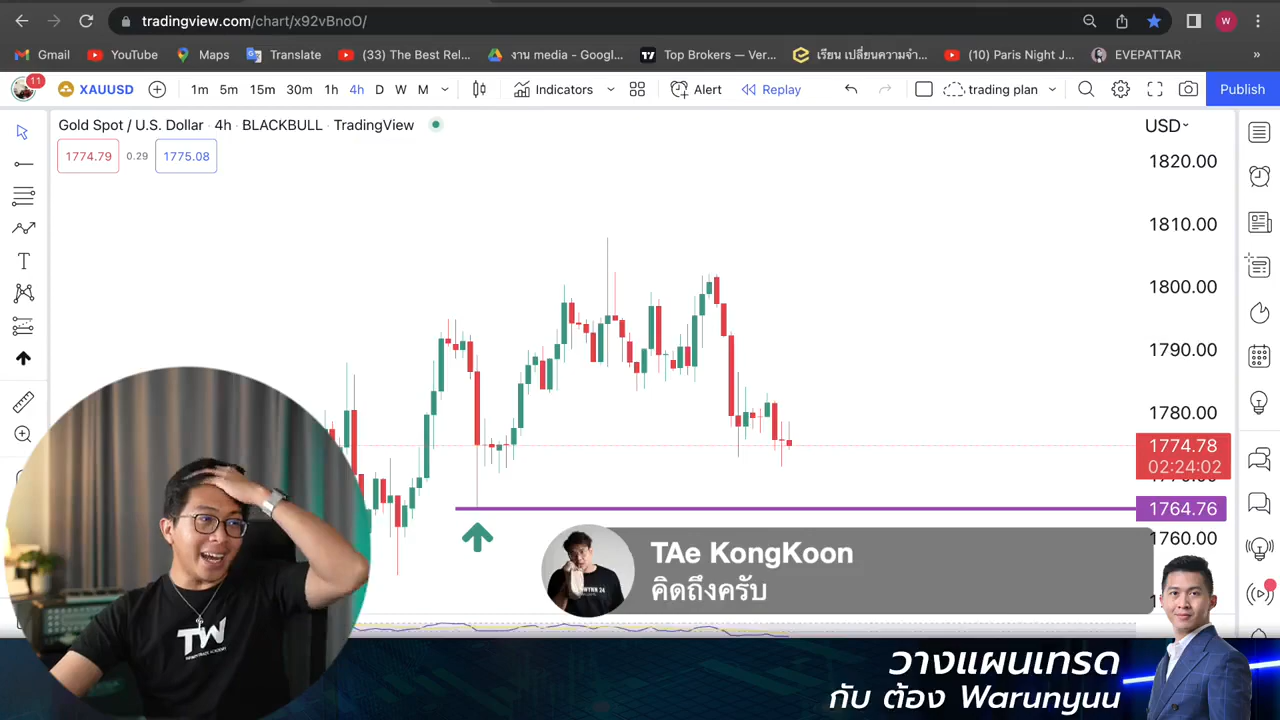 tradingview.com/chart/x92vBnoO/
W
Gmail
YouTube
Maps
Translate
(33) The Best Rel...
งาน media - Googl...
Top Brokers — Ver...
เรียน เปลี่ยนความจำ...
(10) Paris Night J...
EVEPATTAR
»
11
XAUUSD
1m 5m 15m 30m 1h 4h D W M
Indicators
Alert
Replay
trading plan
Publish
Gold Spot / U.S. Dollar · 4h · BLACKBULL · TradingView
USD
1774.79
0.29
1775.08
1820.00
1810.00
1800.00
1790.00
1780.00
1774.78
02:24:02
1764.76
1760.00
TAe KongKoon
คิดถึงครับ
TW
วางแผนเทรด
กับ ต้อง Warunyuu